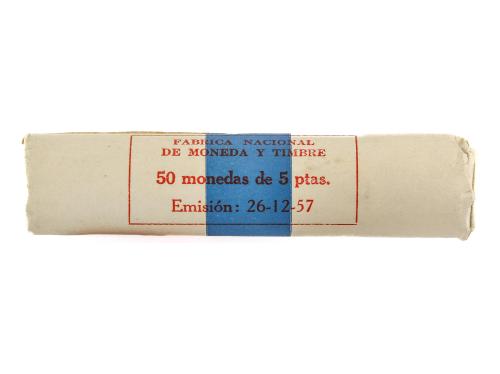 FABRICA NACIONAL
DE MONEDA Y TIMBRE
50 monedas de 5 ptas.
Emisión: 26-12-57